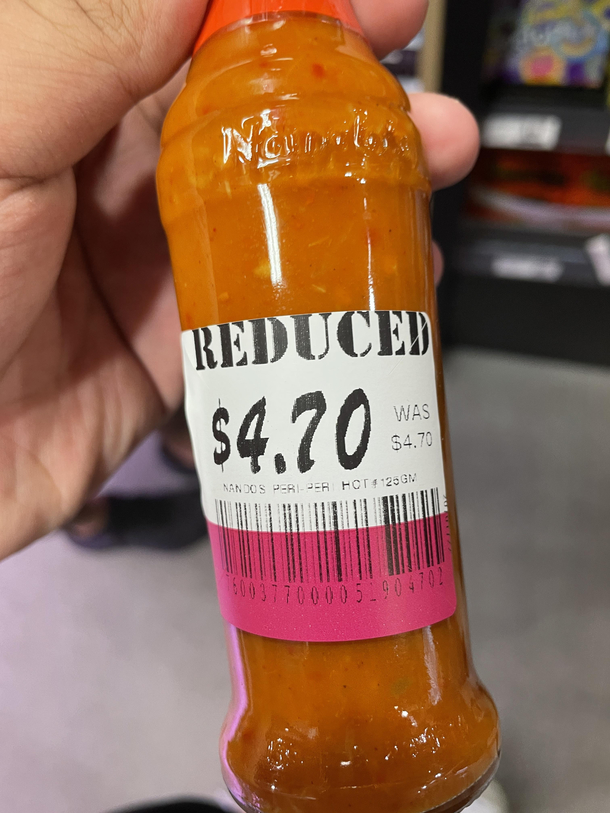 Nando's
REDUCED
$4.70
WAS
$4.70
NANDOS PERI-PERI HOT # 125GM